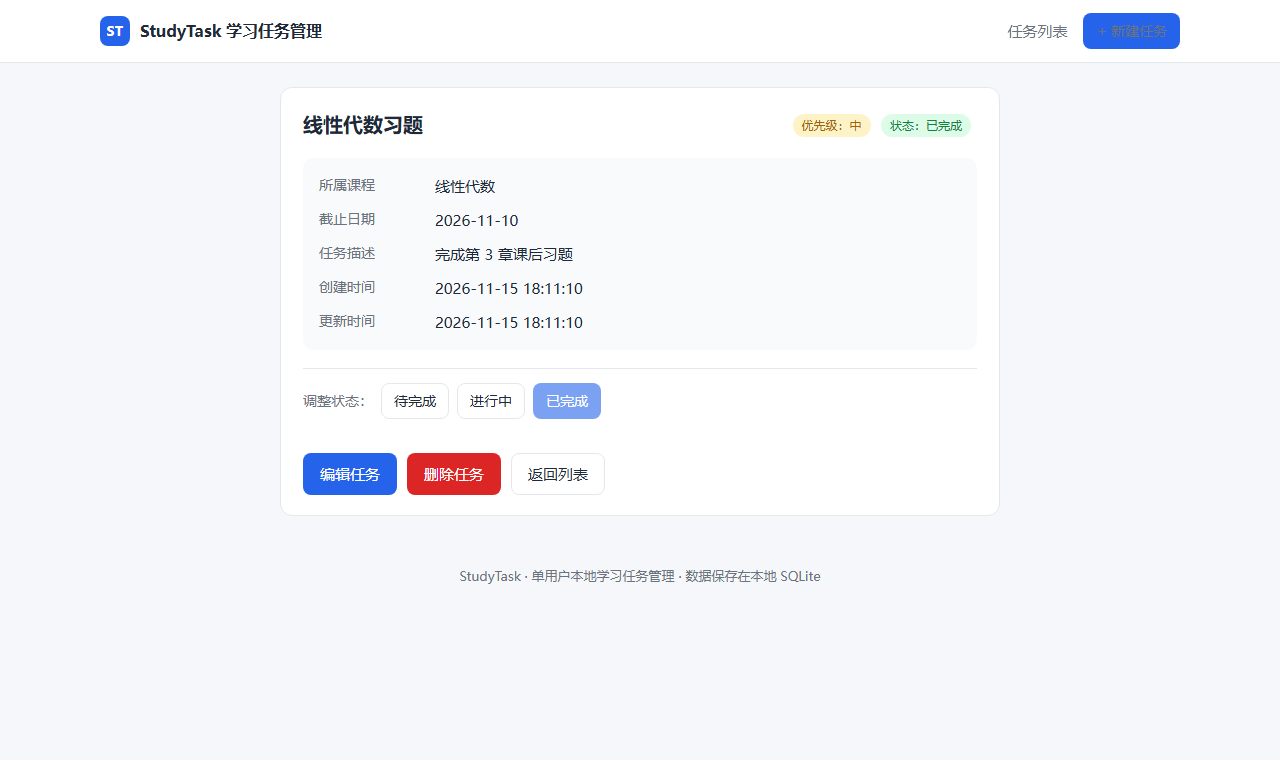 ST StudyTask 学习任务管理 任务列表 + 新建任务
线性代数习题 优先级：中 状态：已完成
所属课程 线性代数
截止日期 2026-11-10
任务描述 完成第 3 章课后习题
创建时间 2026-11-15 18:11:10
更新时间 2026-11-15 18:11:10
调整状态： 待完成 进行中 已完成
编辑任务 删除任务 返回列表
StudyTask · 单用户本地学习任务管理 · 数据保存在本地 SQLite